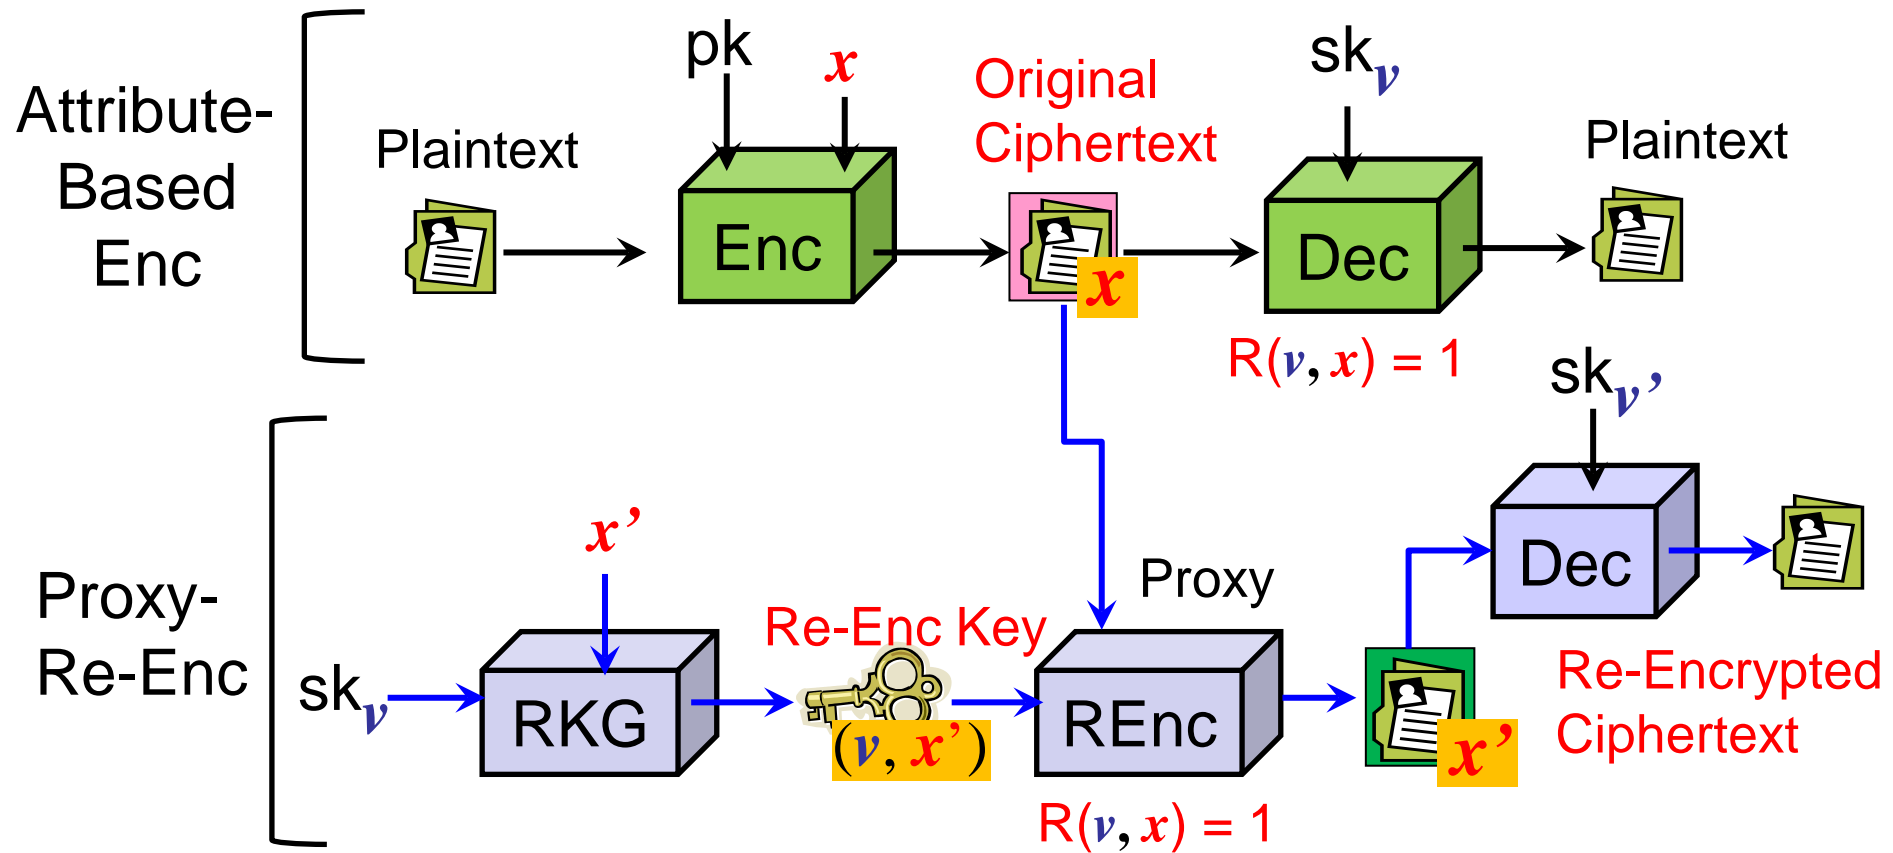 Attribute-
Based
Enc
pk
x
Plaintext
Enc
Original
Ciphertext
x
sk_v
Dec
R(v, x) = 1
Plaintext
Proxy-
Re-Enc
sk_v
x’
RKG
Re-Enc Key
(v, x’)
Proxy
REnc
R(v, x) = 1
x’
Re-Encrypted
Ciphertext
sk_v’
Dec